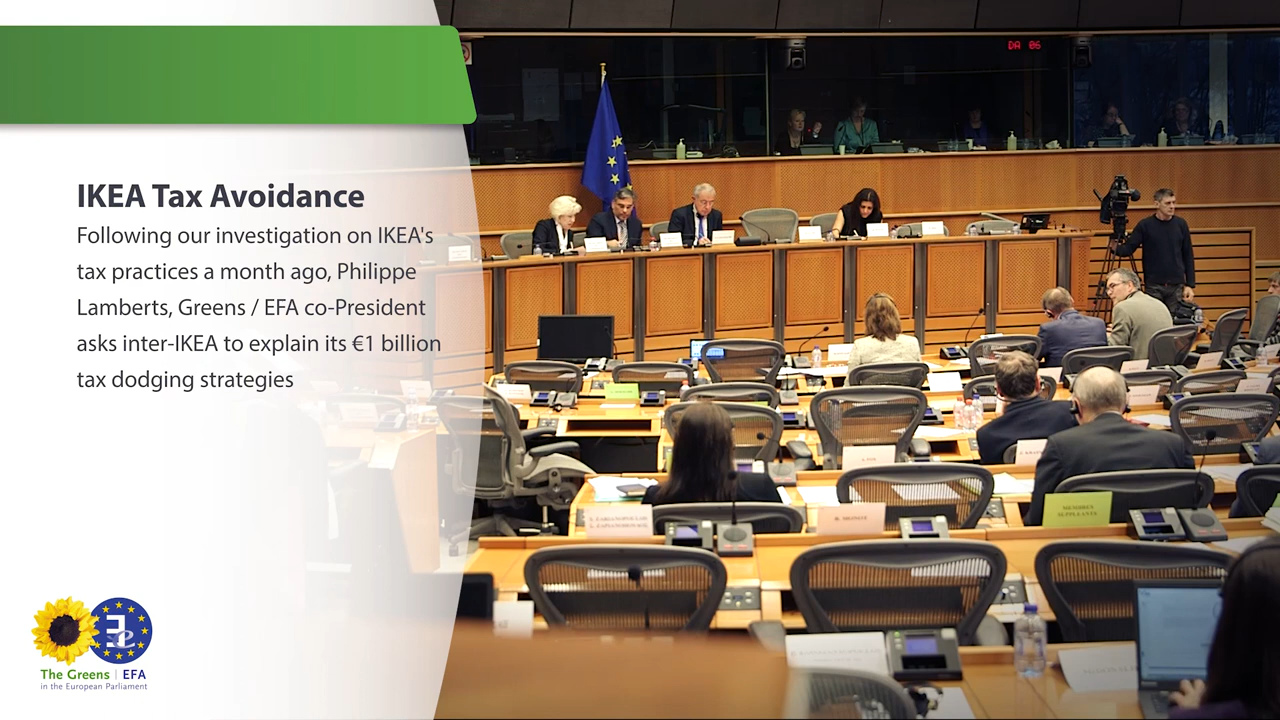 IKEA Tax Avoidance
Following our investigation on IKEA's
tax practices a month ago, Philippe
Lamberts, Greens / EFA co-President
asks inter-IKEA to explain its €1 billion
tax dodging strategies
The Greens | EFA
in the European Parliament
DA 06
MEMBRES
SUPPLEANTS